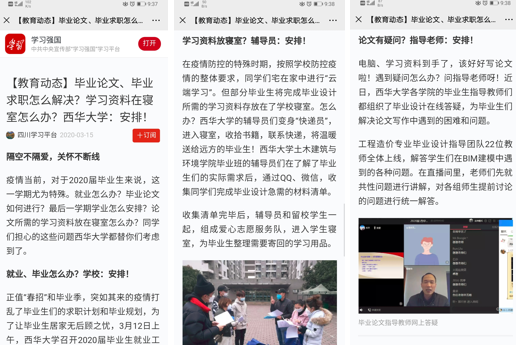 9:37
【教育动态】毕业论文、毕业求职怎么...
学习强国
中共中央宣传部“学习强国”学习平台
打开
【教育动态】毕业论文、毕业
求职怎么解决？学习资料在寝
室怎么办？西华大学：安排！
四川学习平台 2020-03-15
订阅
隔空不隔爱，关怀不断线
疫情当前，对于2020届毕业生来说，这
一学期尤为特殊。就业怎么办？毕业论文
如何进行？最后一学期学业怎么安排？论
文所需的学习资料放在寝室怎么办？同学
们担心的这些问题西华大学都替你们考虑
到了。
就业、毕业怎么办？学校：安排！
正值“春招”和毕业季，突如其来的疫情打
乱了毕业生们的求职计划和毕业规划，为
了让毕业生居家无后顾之忧，3月12日上
午，西华大学召开2020届毕业生就业工
9:38
【教育动态】毕业论文、毕业求职怎么...
学习资料放寝室？辅导员：安排！
在疫情防控的特殊时期，按照学校防控疫
情的整体要求，同学们宅在家中进行“云
端学习”。但部分毕业生将完成毕业设计
所需的学习资料存放在了学校寝室。怎么
办？西华大学的辅导员们变身“快递员”，
进入寝室，收拾书籍，联系快递，将温暖
送给远方的毕业生！西华大学土木建筑与
环境学院毕业班的辅导员们在了解了毕业
生们的实际需求后，通过QQ、微信，收
集同学们完成毕业设计急需的材料清单。
收集清单完毕后，辅导员和留校学生一
起，组成爱心志愿服务队，进入学生寝
室，为毕业生整理需要寄回的学习用品。
9:38
【教育动态】毕业论文、毕业求职怎么...
论文有疑问？指导老师：安排！
电脑、学习资料到手了，该好好写论文
啦！遇到疑问怎么办？问指导老师呀！近
日，西华大学各学院的毕业生指导教师们
都组织了毕业设计在线答疑，为毕业生们
解决论文写作中遇到的困难和问题。
工程造价专业毕业设计指导团队22位教
师全体上线，解答学生们在BIM建模中遇
到的各种问题。在直播间里，老师们先就
共性问题进行讲解，对各组师生提前讨论
的问题进行统一解答。
毕业论文指导教师网上答疑